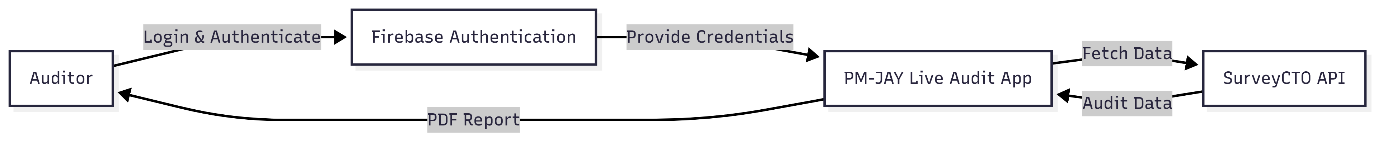 Login & Authenticate
Firebase Authentication
Provide Credentials
Auditor
PM-JAY Live Audit App
Fetch Data
SurveyCTO API
Audit Data
PDF Report